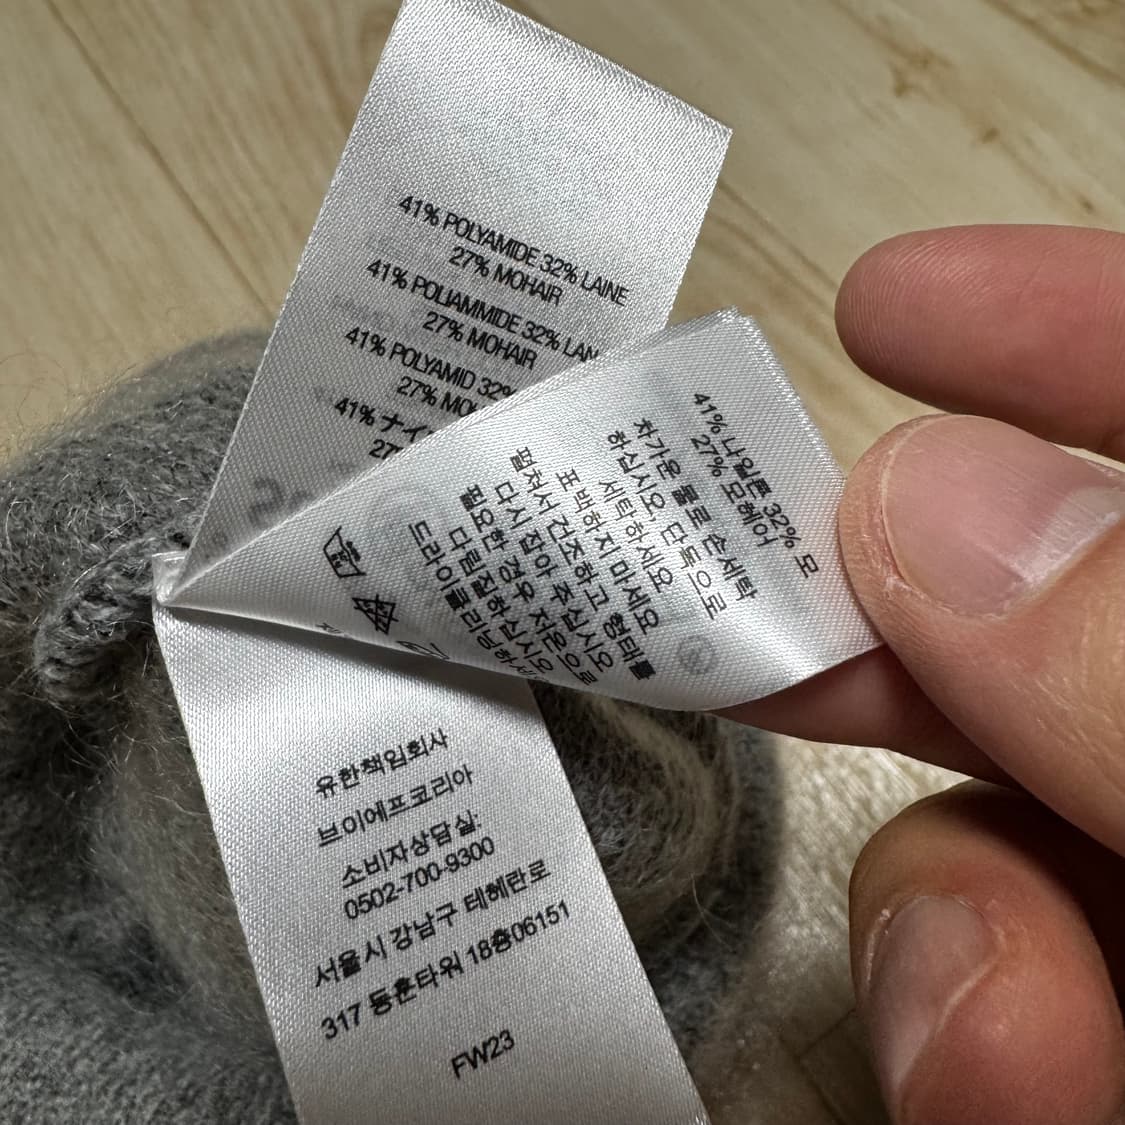 41% POLYAMIDE 32% LAINE
27% MOHAIR
41% POLIAMMIDE 32% LAN
27% MOHAIR
41% POLYAMID 32%
27%
41% ナイ
27
41% 나일론 32% 모
27% 모헤어
차가운 물로 손세탁
하십시오. 단독으로
세탁하세요
표백하지 마세요
펼쳐서 건조하고 형태를
다시 잡아 주십시오
필요한 경우 저온으로
다림질하십시오
드라이클리닝하세
유한책임회사
브이에프코리아
소비자상담실:
0502-700-9300
서울시 강남구 테헤란로
317 동훈타워 18층06151
FW23